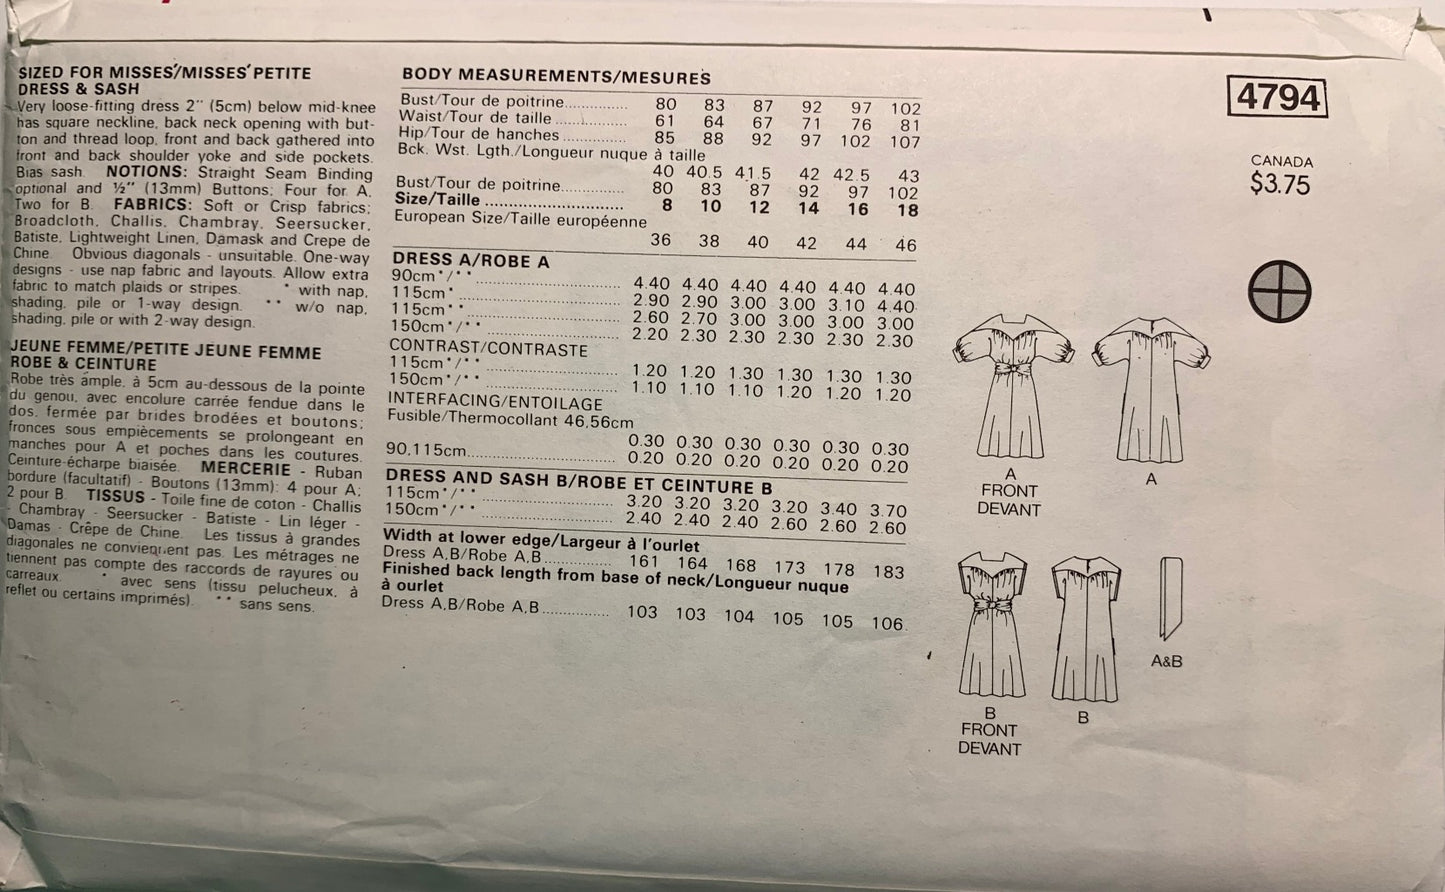 SIZED FOR MISSES'/MISSES' PETITE
DRESS & SASH
Very loose-fitting dress 2" (5cm) below mid-knee
has square neckline, back neck opening with but-
ton and thread loop, front and back gathered into
front and back shoulder yoke and side pockets.
Bias sash. NOTIONS: Straight Seam Binding
optional and ½" (13mm) Buttons; Four for A,
Two for B. FABRICS: Soft or Crisp fabrics;
Broadcloth, Challis, Chambray, Seersucker,
Batiste, Lightweight Linen, Damask and Crepe de
Chine. Obvious diagonals - unsuitable. One-way
designs - use nap fabric and layouts. Allow extra
fabric to match plaids or stripes. * with nap,
shading, pile or 1-way design. ** w/o nap,
shading, pile or with 2-way design.
JEUNE FEMME/PETITE JEUNE FEMME
ROBE & CEINTURE
Robe très ample, à 5cm au-dessous de la pointe
du genou, avec encolure carrée fendue dans le
dos, fermée par brides brodées et boutons;
fronces sous empiècements se prolongeant en
manches pour A et poches dans les coutures.
Ceinture-écharpe biaisée. MERCERIE - Ruban
bordure (facultatif) - Boutons (13mm): 4 pour A;
2 pour B. TISSUS - Toile fine de coton - Challis
- Chambray - Seersucker - Batiste - Lin léger -
Damas - Crêpe de Chine. Les tissus à grandes
diagonales ne conviennent pas. Les métrages ne
tiennent pas compte des raccords de rayures ou
carreaux. * avec sens (tissu pelucheux, à
reflet ou certains imprimés). ** sans sens.
BODY MEASUREMENTS/MESURES
Bust/Tour de poitrine 80 83 87 92 97 102
Waist/Tour de taille 61 64 67 71 76 81
Hip/Tour de hanches 85 88 92 97 102 107
Bck. Wst. Lgth./Longueur nuque à taille
40 40.5 41.5 42 42.5 43
Bust/Tour de poitrine 80 83 87 92 97 102
Size/Taille 8 10 12 14 16 18
European Size/Taille européenne
36 38 40 42 44 46
DRESS A/ROBE A
90cm*/** 4.40 4.40 4.40 4.40 4.40 4.40
115cm* 2.90 2.90 3.00 3.00 3.10 4.40
115cm** 2.60 2.70 3.00 3.00 3.00 3.00
150cm*/** 2.20 2.30 2.30 2.30 2.30 2.30
CONTRAST/CONTRASTE
115cm*/** 1.20 1.20 1.30 1.30 1.30 1.30
150cm*/** 1.10 1.10 1.10 1.20 1.20 1.20
INTERFACING/ENTOILAGE
Fusible/Thermocollant 46,56cm
0.30 0.30 0.30 0.30 0.30 0.30
90,115cm 0.20 0.20 0.20 0.20 0.20 0.20
DRESS AND SASH B/ROBE ET CEINTURE B
115cm*/** 3.20 3.20 3.20 3.20 3.40 3.70
150cm*/** 2.40 2.40 2.40 2.60 2.60 2.60
Width at lower edge/Largeur à l'ourlet
Dress A,B/Robe A,B 161 164 168 173 178 183
Finished back length from base of neck/Longueur nuque
à ourlet
Dress A,B/Robe A,B 103 103 104 105 105 106
4794
CANADA
$3.75
A
FRONT
DEVANT
A
B
FRONT
DEVANT
B
A&B